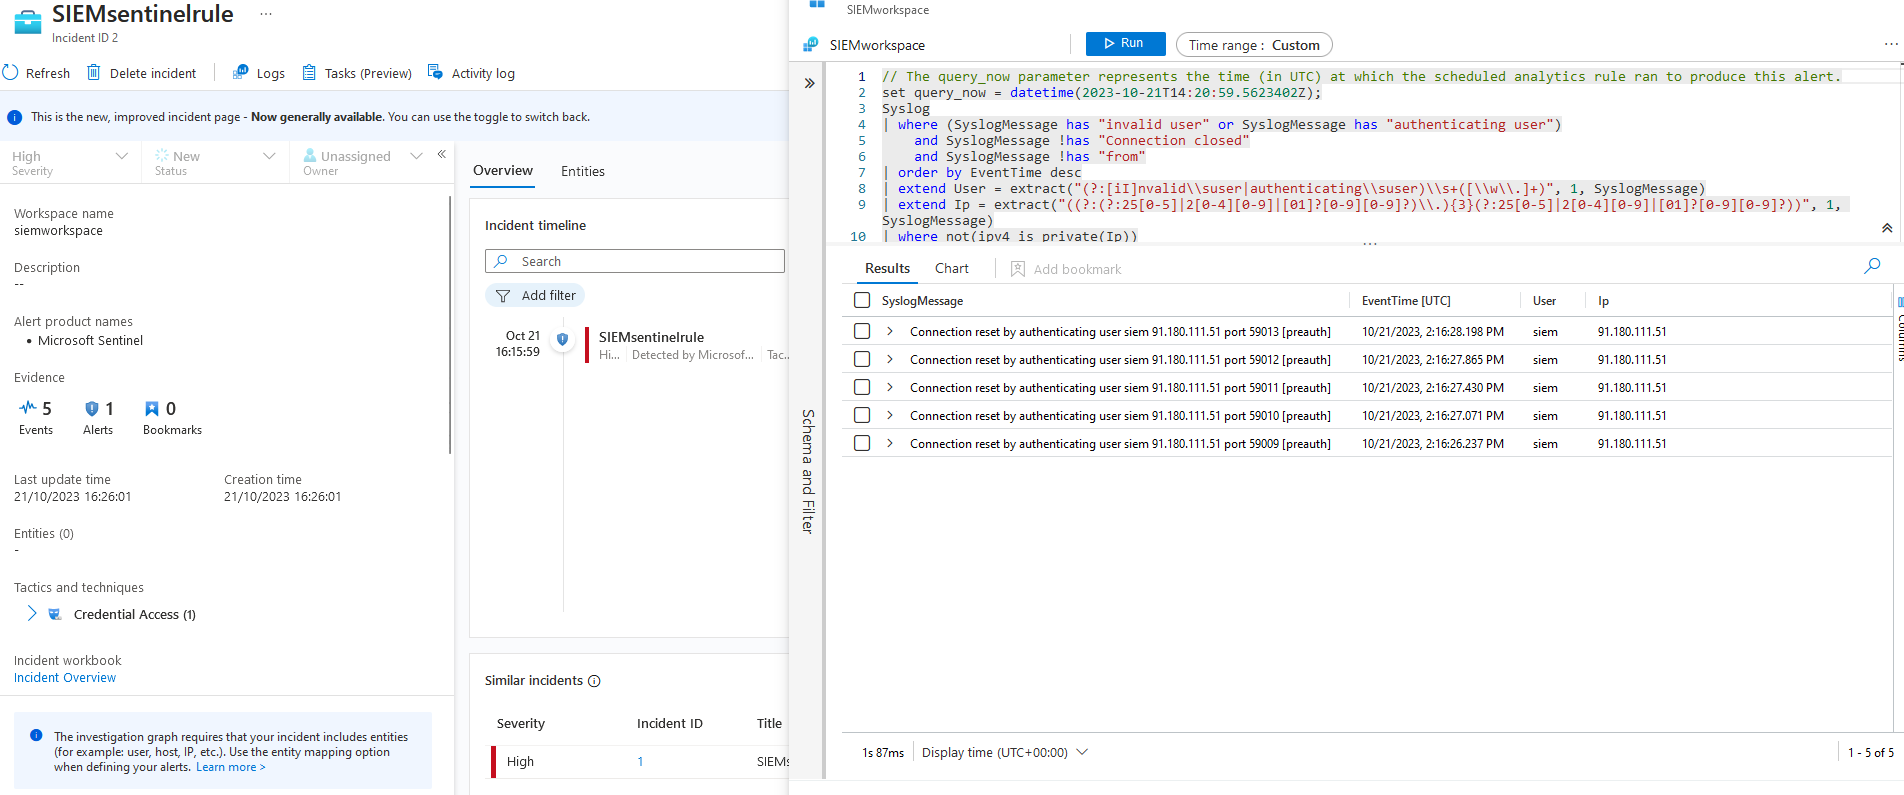 SIEMsentinelrule ...
Incident ID 2
Refresh Delete incident Logs Tasks (Preview) Activity log
This is the new, improved incident page - Now generally available. You can use the toggle to switch back.
High
Severity
New
Status
Unassigned
Owner
Workspace name
siemworkspace
Description
--
Alert product names
• Microsoft Sentinel
Evidence
5 1 0
Events Alerts Bookmarks
Last update time Creation time
21/10/2023 16:26:01 21/10/2023 16:26:01
Entities (0)
-
Tactics and techniques
Credential Access (1)
Incident workbook
Incident Overview
The investigation graph requires that your incident includes entities
(for example: user, host, IP, etc.). Use the entity mapping option
when defining your alerts. Learn more >
Overview Entities
Incident timeline
Search
Add filter
Oct 21
16:15:59
SIEMsentinelrule
Hi... Detected by Microsof... Tac...
Similar incidents
Severity Incident ID Title
High 1 SIEMs
SIEMworkspace
SIEMworkspace
Run
Time range : Custom
...
1 // The query_now parameter represents the time (in UTC) at which the scheduled analytics rule ran to produce this alert.
2 set query_now = datetime(2023-10-21T14:20:59.5623402Z);
3 Syslog
4 | where (SyslogMessage has "invalid user" or SyslogMessage has "authenticating user")
5 and SyslogMessage !has "Connection closed"
6 and SyslogMessage !has "from"
7 | order by EventTime desc
8 | extend User = extract("(?:[iI]nvalid\\suser|authenticating\\suser)\\s+([\\w\\.]+)", 1, SyslogMessage)
9 | extend Ip = extract("((?:(?:25[0-5]|2[0-4][0-9]|[01]?[0-9][0-9]?)\\.){3}(?:25[0-5]|2[0-4][0-9]|[01]?[0-9][0-9]?))", 1,
SyslogMessage)
10 | where not(ipv4_is_private(Ip))
Schema and Filter
Results Chart Add bookmark
SyslogMessage EventTime [UTC] User Ip
Connection reset by authenticating user siem 91.180.111.51 port 59013 [preauth] 10/21/2023, 2:16:28.198 PM siem 91.180.111.51
Connection reset by authenticating user siem 91.180.111.51 port 59012 [preauth] 10/21/2023, 2:16:27.865 PM siem 91.180.111.51
Connection reset by authenticating user siem 91.180.111.51 port 59011 [preauth] 10/21/2023, 2:16:27.430 PM siem 91.180.111.51
Connection reset by authenticating user siem 91.180.111.51 port 59010 [preauth] 10/21/2023, 2:16:27.071 PM siem 91.180.111.51
Connection reset by authenticating user siem 91.180.111.51 port 59009 [preauth] 10/21/2023, 2:16:26.237 PM siem 91.180.111.51
Columns
1s 87ms Display time (UTC+00:00) 1 - 5 of 5